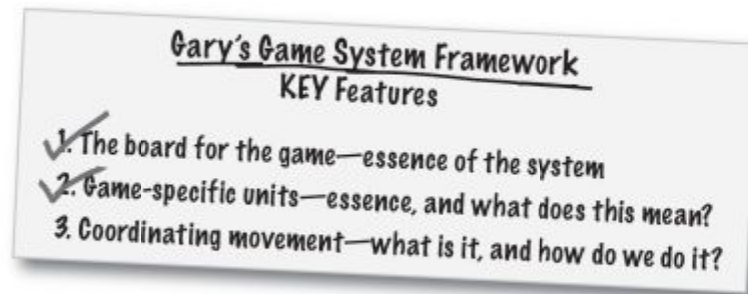 Gary's Game System Framework
KEY Features
1. The board for the game—essence of the system
2. Game-specific units—essence, and what does this mean?
3. Coordinating movement—what is it, and how do we do it?